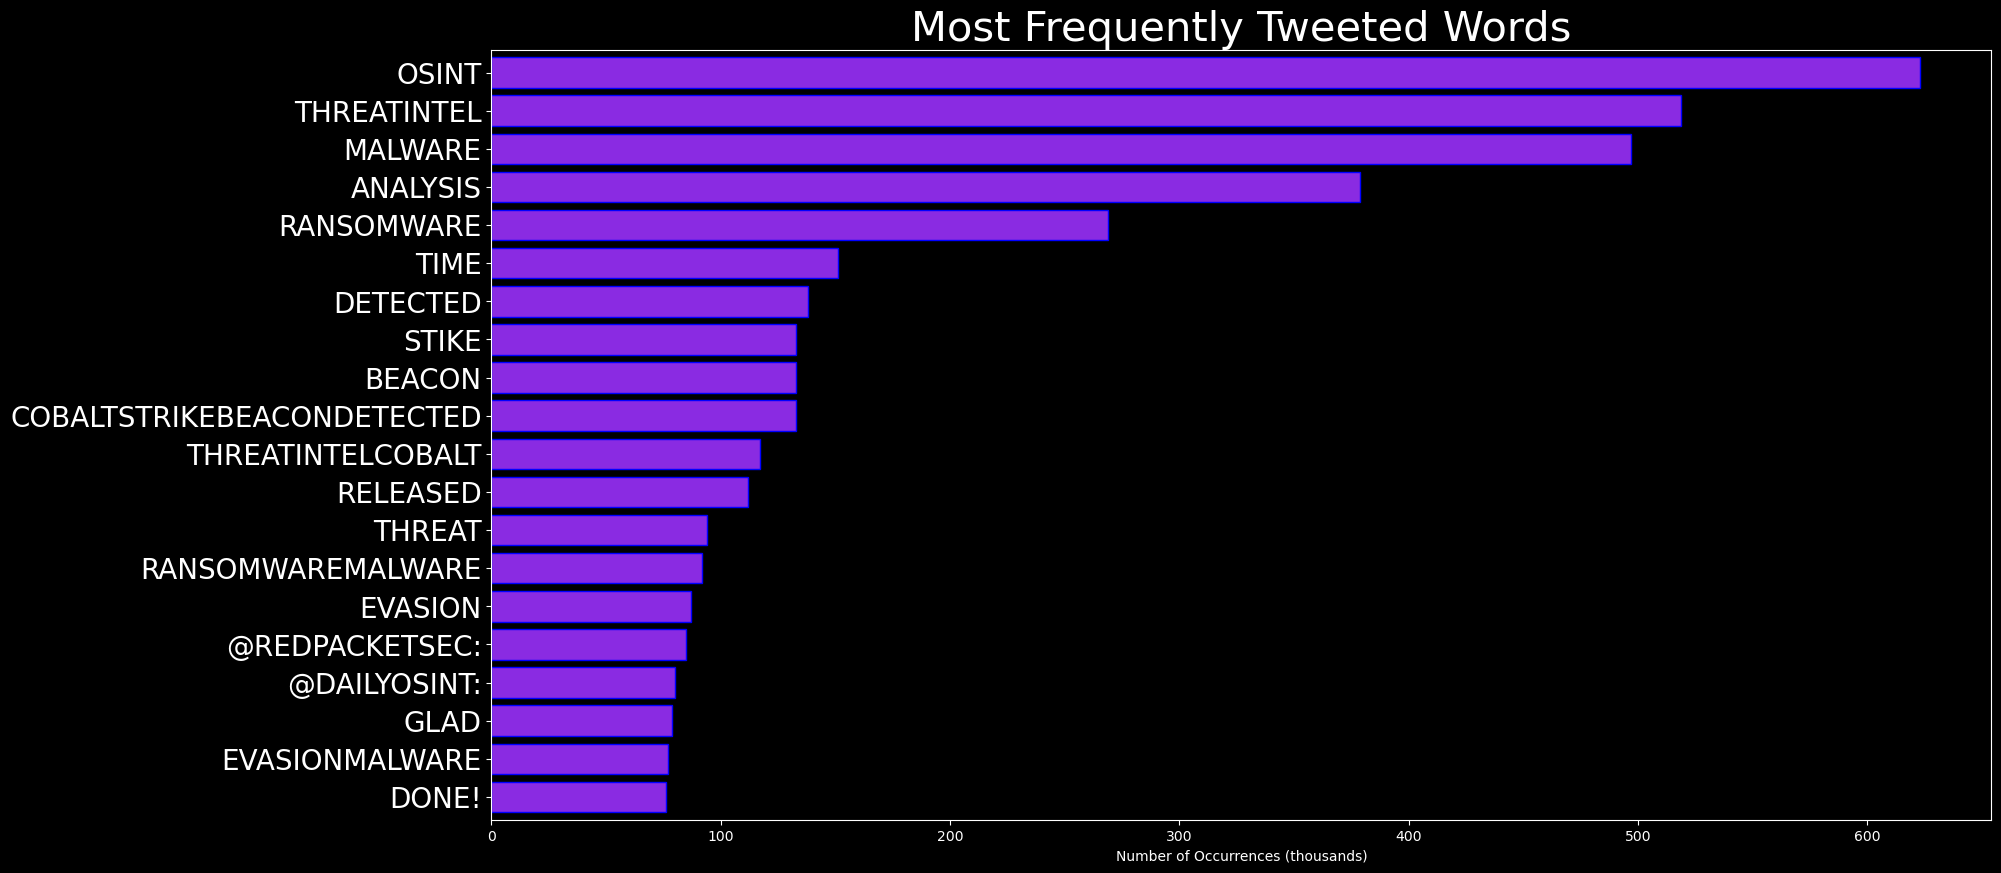 Most Frequently Tweeted Words
OSINT
THREATINTEL
MALWARE
ANALYSIS
RANSOMWARE
TIME
DETECTED
STIKE
BEACON
COBALTSTRIKEBEACONDETECTED
THREATINTELCOBALT
RELEASED
THREAT
RANSOMWAREMALWARE
EVASION
@REDPACKETSEC:
@DAILYOSINT:
GLAD
EVASIONMALWARE
DONE!
0 100 200 300 400 500 600
Number of Occurrences (thousands)